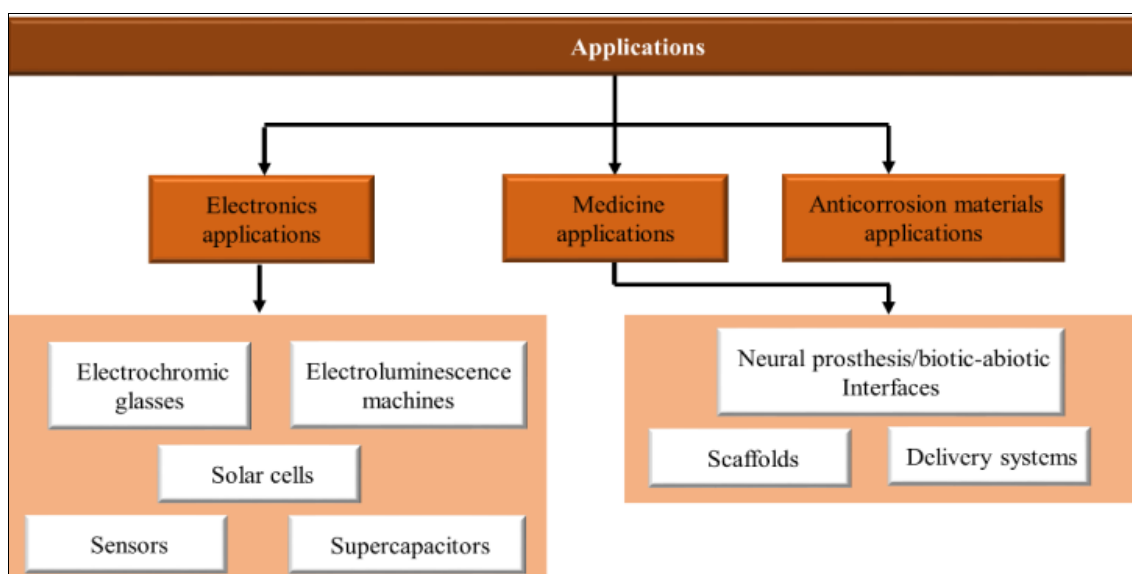 Applications
Electronics
applications
Medicine
applications
Anticorrosion materials
applications
Electrochromic
glasses
Electroluminescence
machines
Solar cells
Sensors
Supercapacitors
Neural prosthesis/biotic-abiotic
Interfaces
Scaffolds
Delivery systems